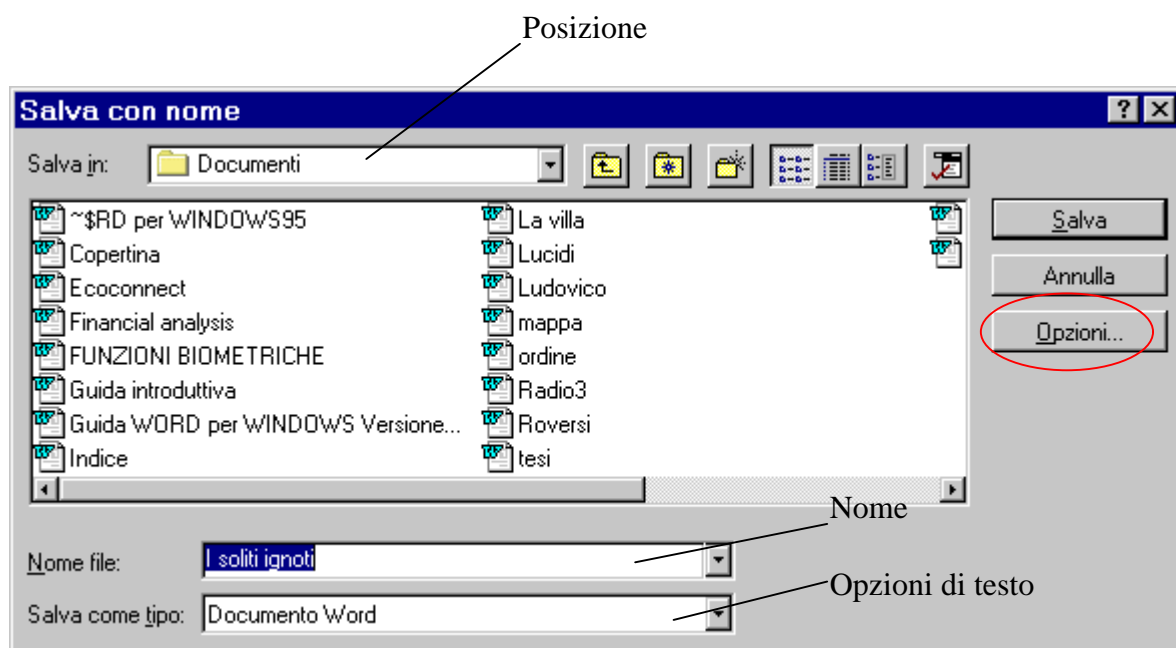 Posizione
Salva con nome
Salva in: Documenti
~$RD per WINDOWS95
Copertina
Ecoconnect
Financial analysis
FUNZIONI BIOMETRICHE
Guida introduttiva
Guida WORD per WINDOWS Versione...
Indice
La villa
Lucidi
Ludovico
mappa
ordine
Radio3
Roversi
tesi
Salva
Annulla
Opzioni...
Nome
Nome file: I soliti ignoti
Opzioni di testo
Salva come tipo: Documento Word